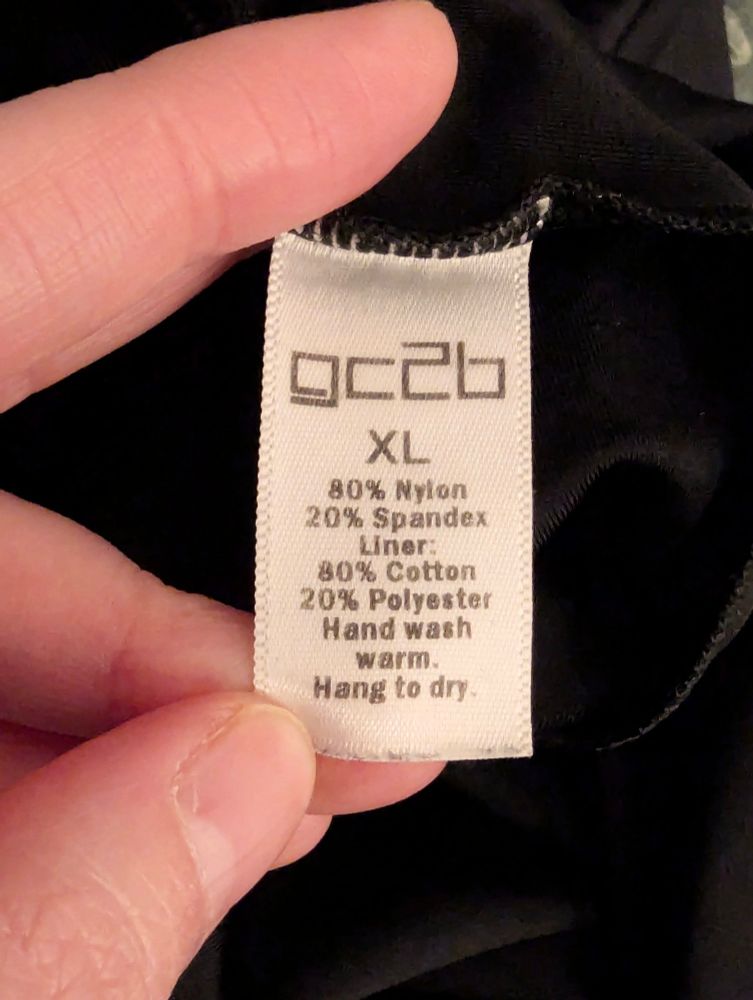 gc2b
XL
80% Nylon
20% Spandex
Liner:
80% Cotton
20% Polyester
Hand wash
warm.
Hang to dry.